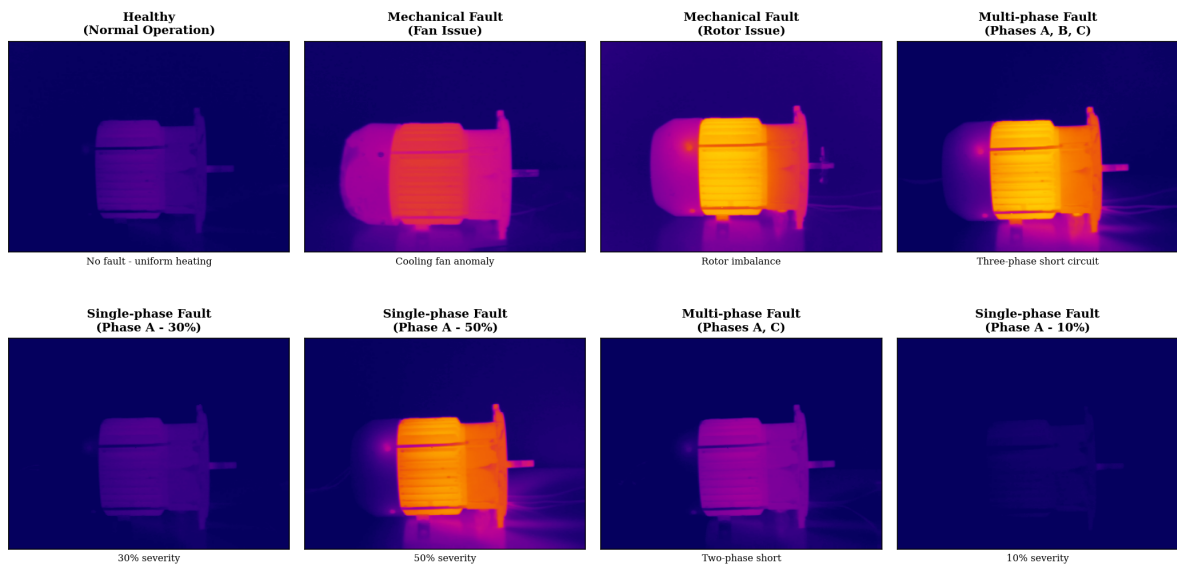 Healthy
(Normal Operation)
Mechanical Fault
(Fan Issue)
Mechanical Fault
(Rotor Issue)
Multi-phase Fault
(Phases A, B, C)
No fault - uniform heating
Cooling fan anomaly
Rotor imbalance
Three-phase short circuit
Single-phase Fault
(Phase A - 30%)
Single-phase Fault
(Phase A - 50%)
Multi-phase Fault
(Phases A, C)
Single-phase Fault
(Phase A - 10%)
30% severity
50% severity
Two-phase short
10% severity